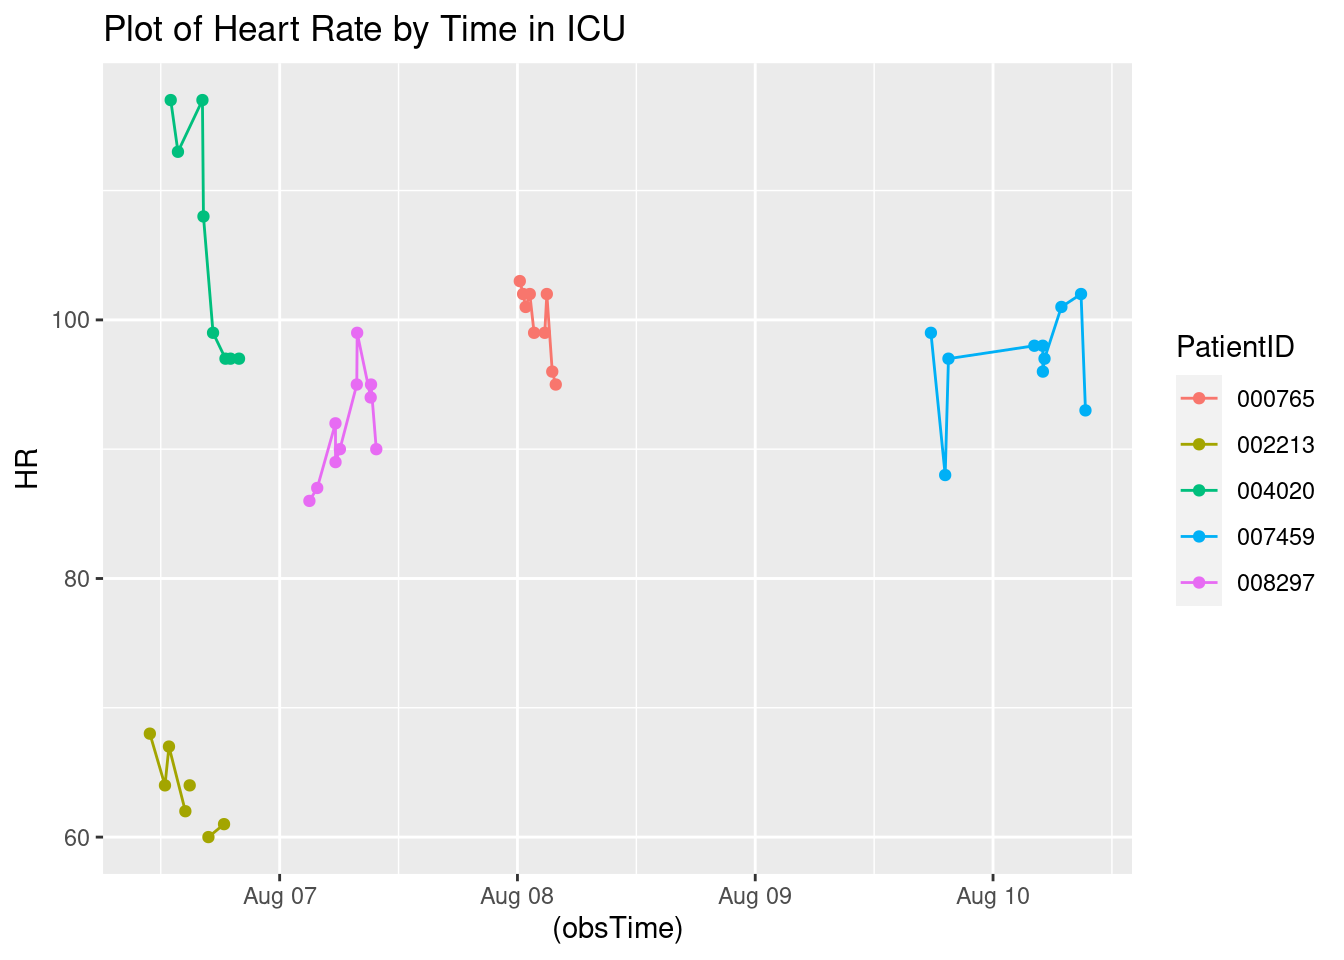 Plot of Heart Rate by Time in ICU
HR
100
80
60
Aug 07
Aug 08
Aug 09
Aug 10
(obsTime)
PatientID
000765
002213
004020
007459
008297